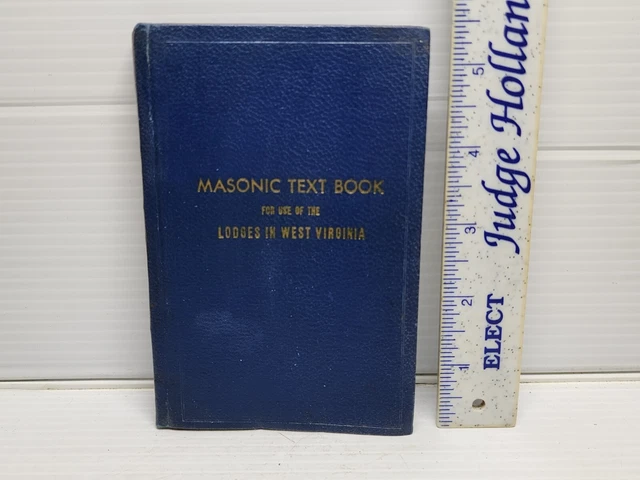 MASONIC TEXT BOOK
FOR USE OF THE
LODGES IN WEST VIRGINIA
ELECT Judge Hollan
1
2
3
4
5